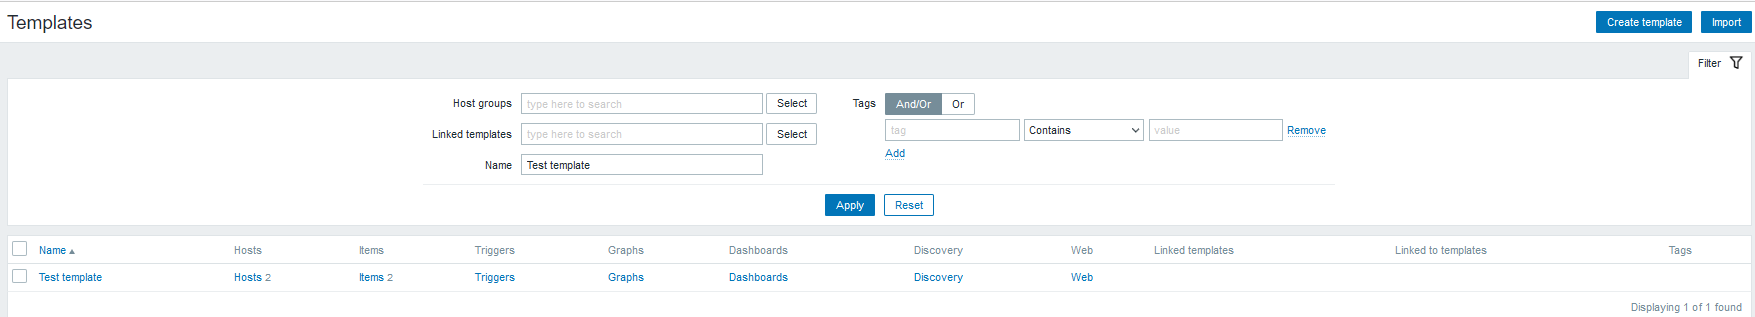 Templates Create template Import
Filter
Host groups type here to search Select Tags And/Or Or
Linked templates type here to search Select tag Contains value Remove
Add
Name Test template
Apply Reset
Name Hosts Items Triggers Graphs Dashboards Discovery Web Linked templates Linked to templates Tags
Test template Hosts 2 Items 2 Triggers Graphs Dashboards Discovery Web
Displaying 1 of 1 found